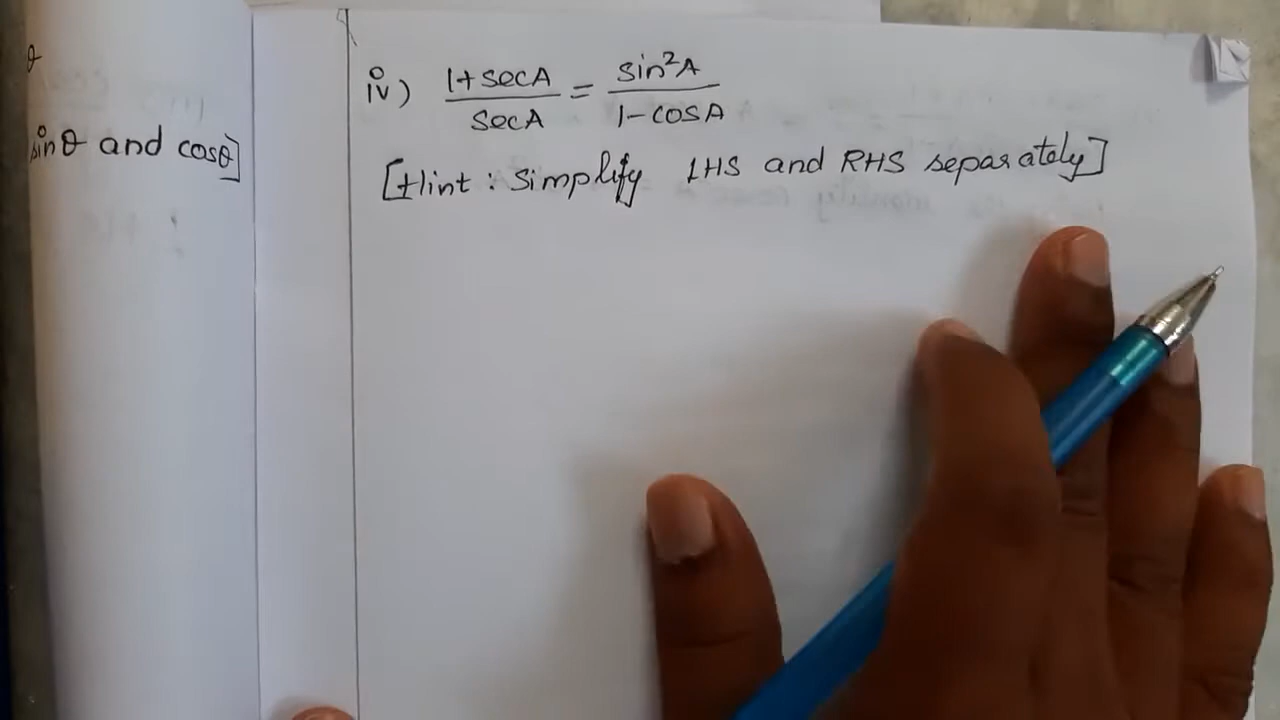 θ
sinθ and cosθ]
iv) (1+secA)/secA = sin²A/(1-cosA)
[Hint : Simplify LHS and RHS separately]